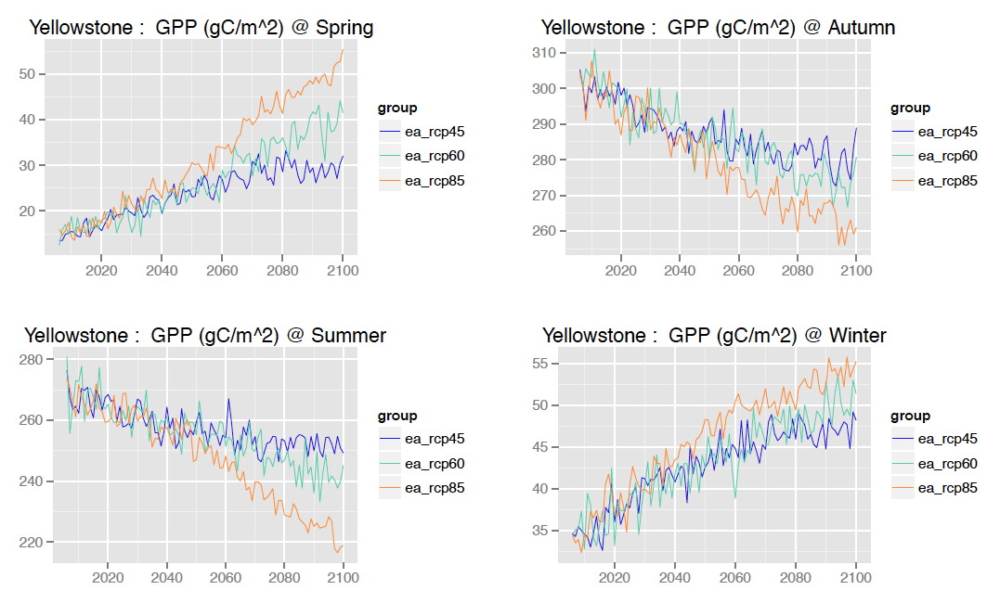 Yellowstone : GPP (gC/m^2) @ Spring
50
40
30
20
2020 2040 2060 2080 2100
group
ea_rcp45
ea_rcp60
ea_rcp85
Yellowstone : GPP (gC/m^2) @ Autumn
310
300
290
280
270
260
2020 2040 2060 2080 2100
group
ea_rcp45
ea_rcp60
ea_rcp85
Yellowstone : GPP (gC/m^2) @ Summer
280
260
240
220
2020 2040 2060 2080 2100
group
ea_rcp45
ea_rcp60
ea_rcp85
Yellowstone : GPP (gC/m^2) @ Winter
55
50
45
40
35
2020 2040 2060 2080 2100
group
ea_rcp45
ea_rcp60
ea_rcp85